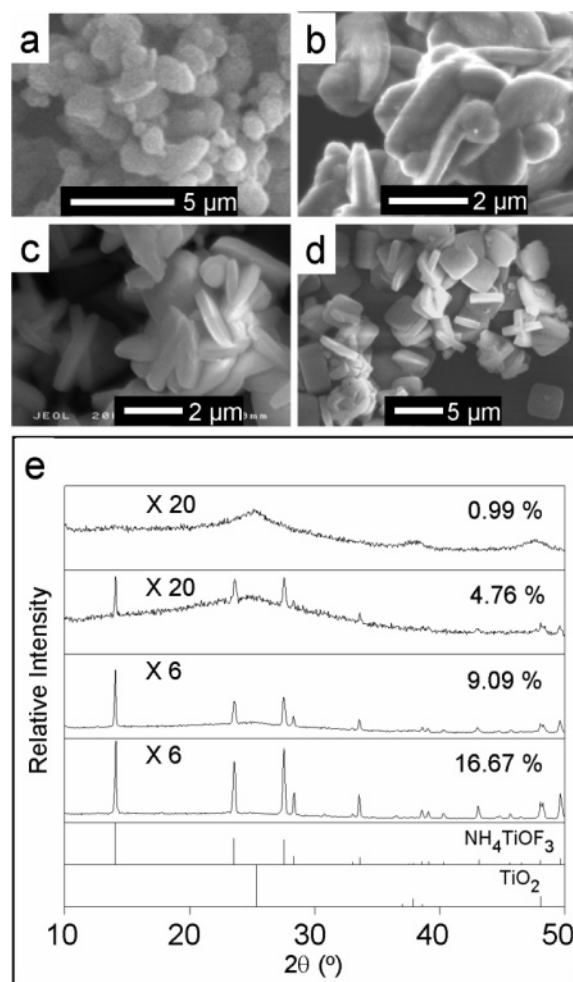 a
5 µm
b
2 µm
c
JEOL
2 µm
d
5 µm
e
X 20
0.99 %
X 20
4.76 %
X 6
9.09 %
X 6
16.67 %
NH₄TiOF₃
TiO₂
Relative Intensity
10 20 30 40 50
2θ (º)